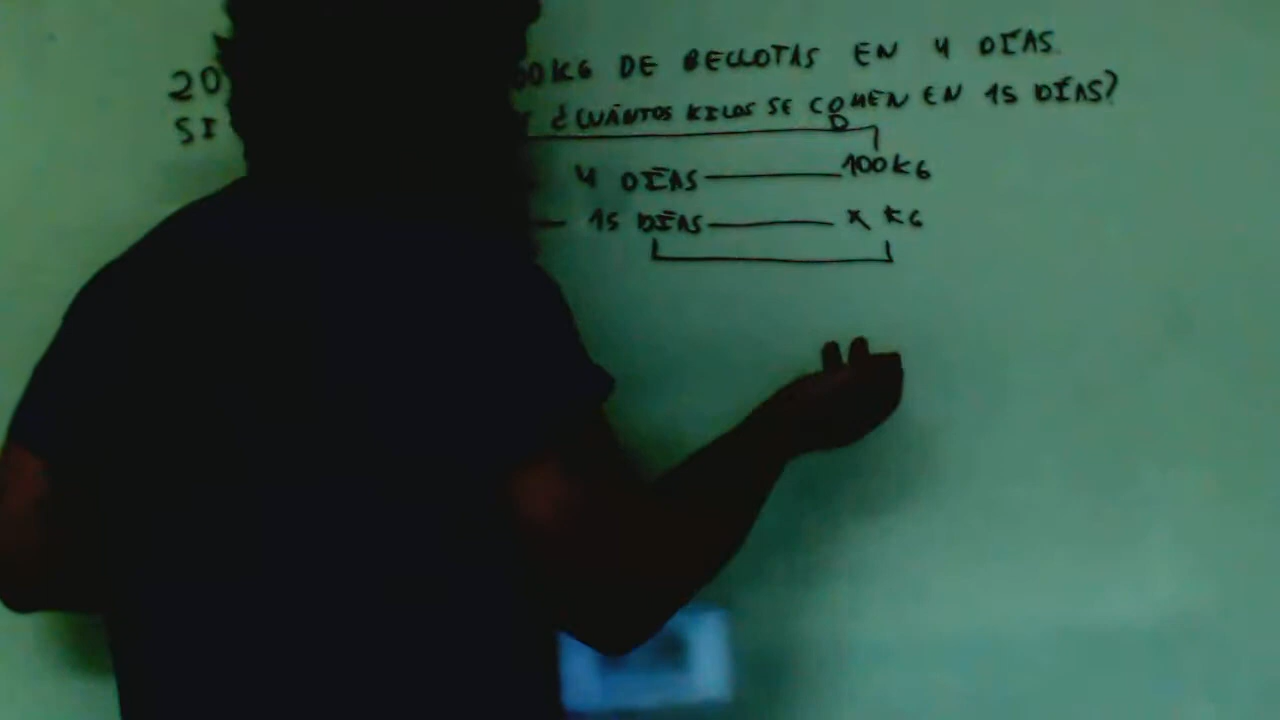 20 00KG DE BELLOTAS EN 4 DÍAS.
SI ¿CUÁNTOS KILOS SE COMEN EN 15 DÍAS?
D
4 DÍAS 100KG
15 DÍAS X KG